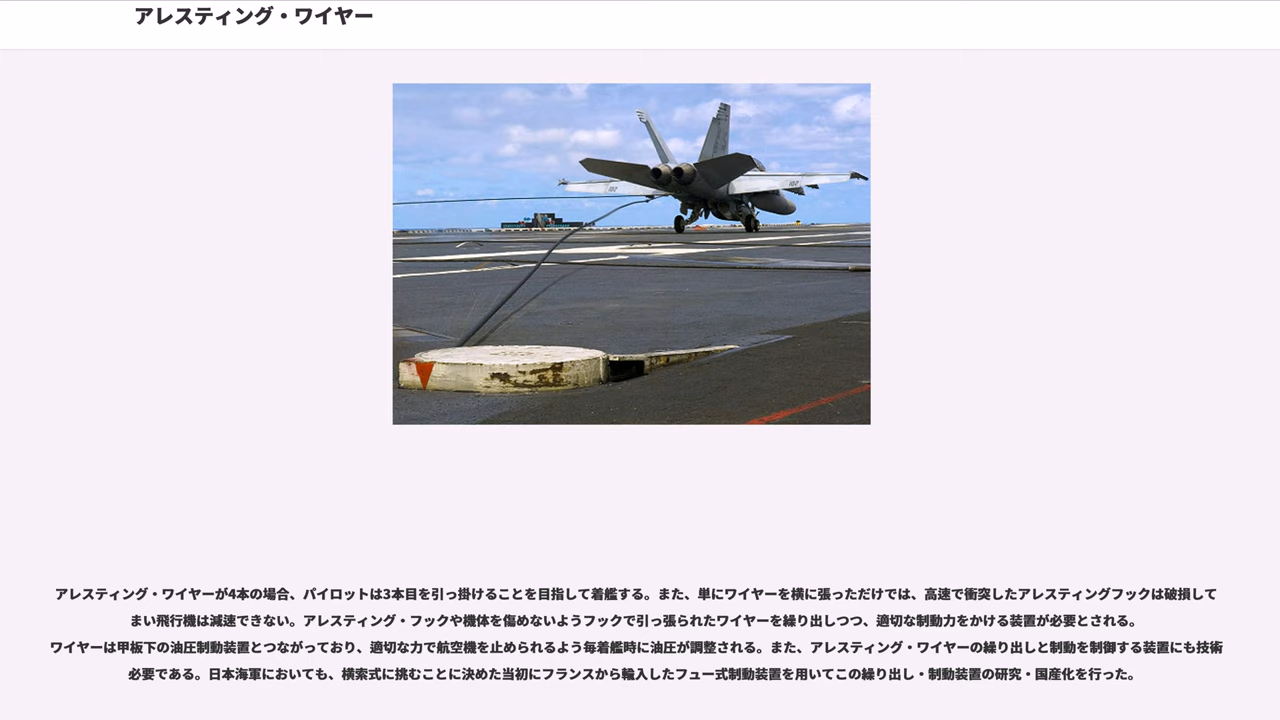 アレスティング・ワイヤー
102
102
アレスティング・ワイヤーが4本の場合、パイロットは3本目を引っ掛けることを目指して着艦する。また、単にワイヤーを横に張っただけでは、高速で衝突したアレスティングフックは破損して
まい飛行機は減速できない。アレスティング・フックや機体を傷めないようフックで引っ張られたワイヤーを繰り出しつつ、適切な制動力をかける装置が必要とされる。
ワイヤーは甲板下の油圧制動装置とつながっており、適切な力で航空機を止められるよう毎着艦時に油圧が調整される。また、アレスティング・ワイヤーの繰り出しと制動を制御する装置にも技術
必要である。日本海軍においても、横索式に挑むことに決めた当初にフランスから輸入したフュー式制動装置を用いてこの繰り出し・制動装置の研究・国産化を行った。